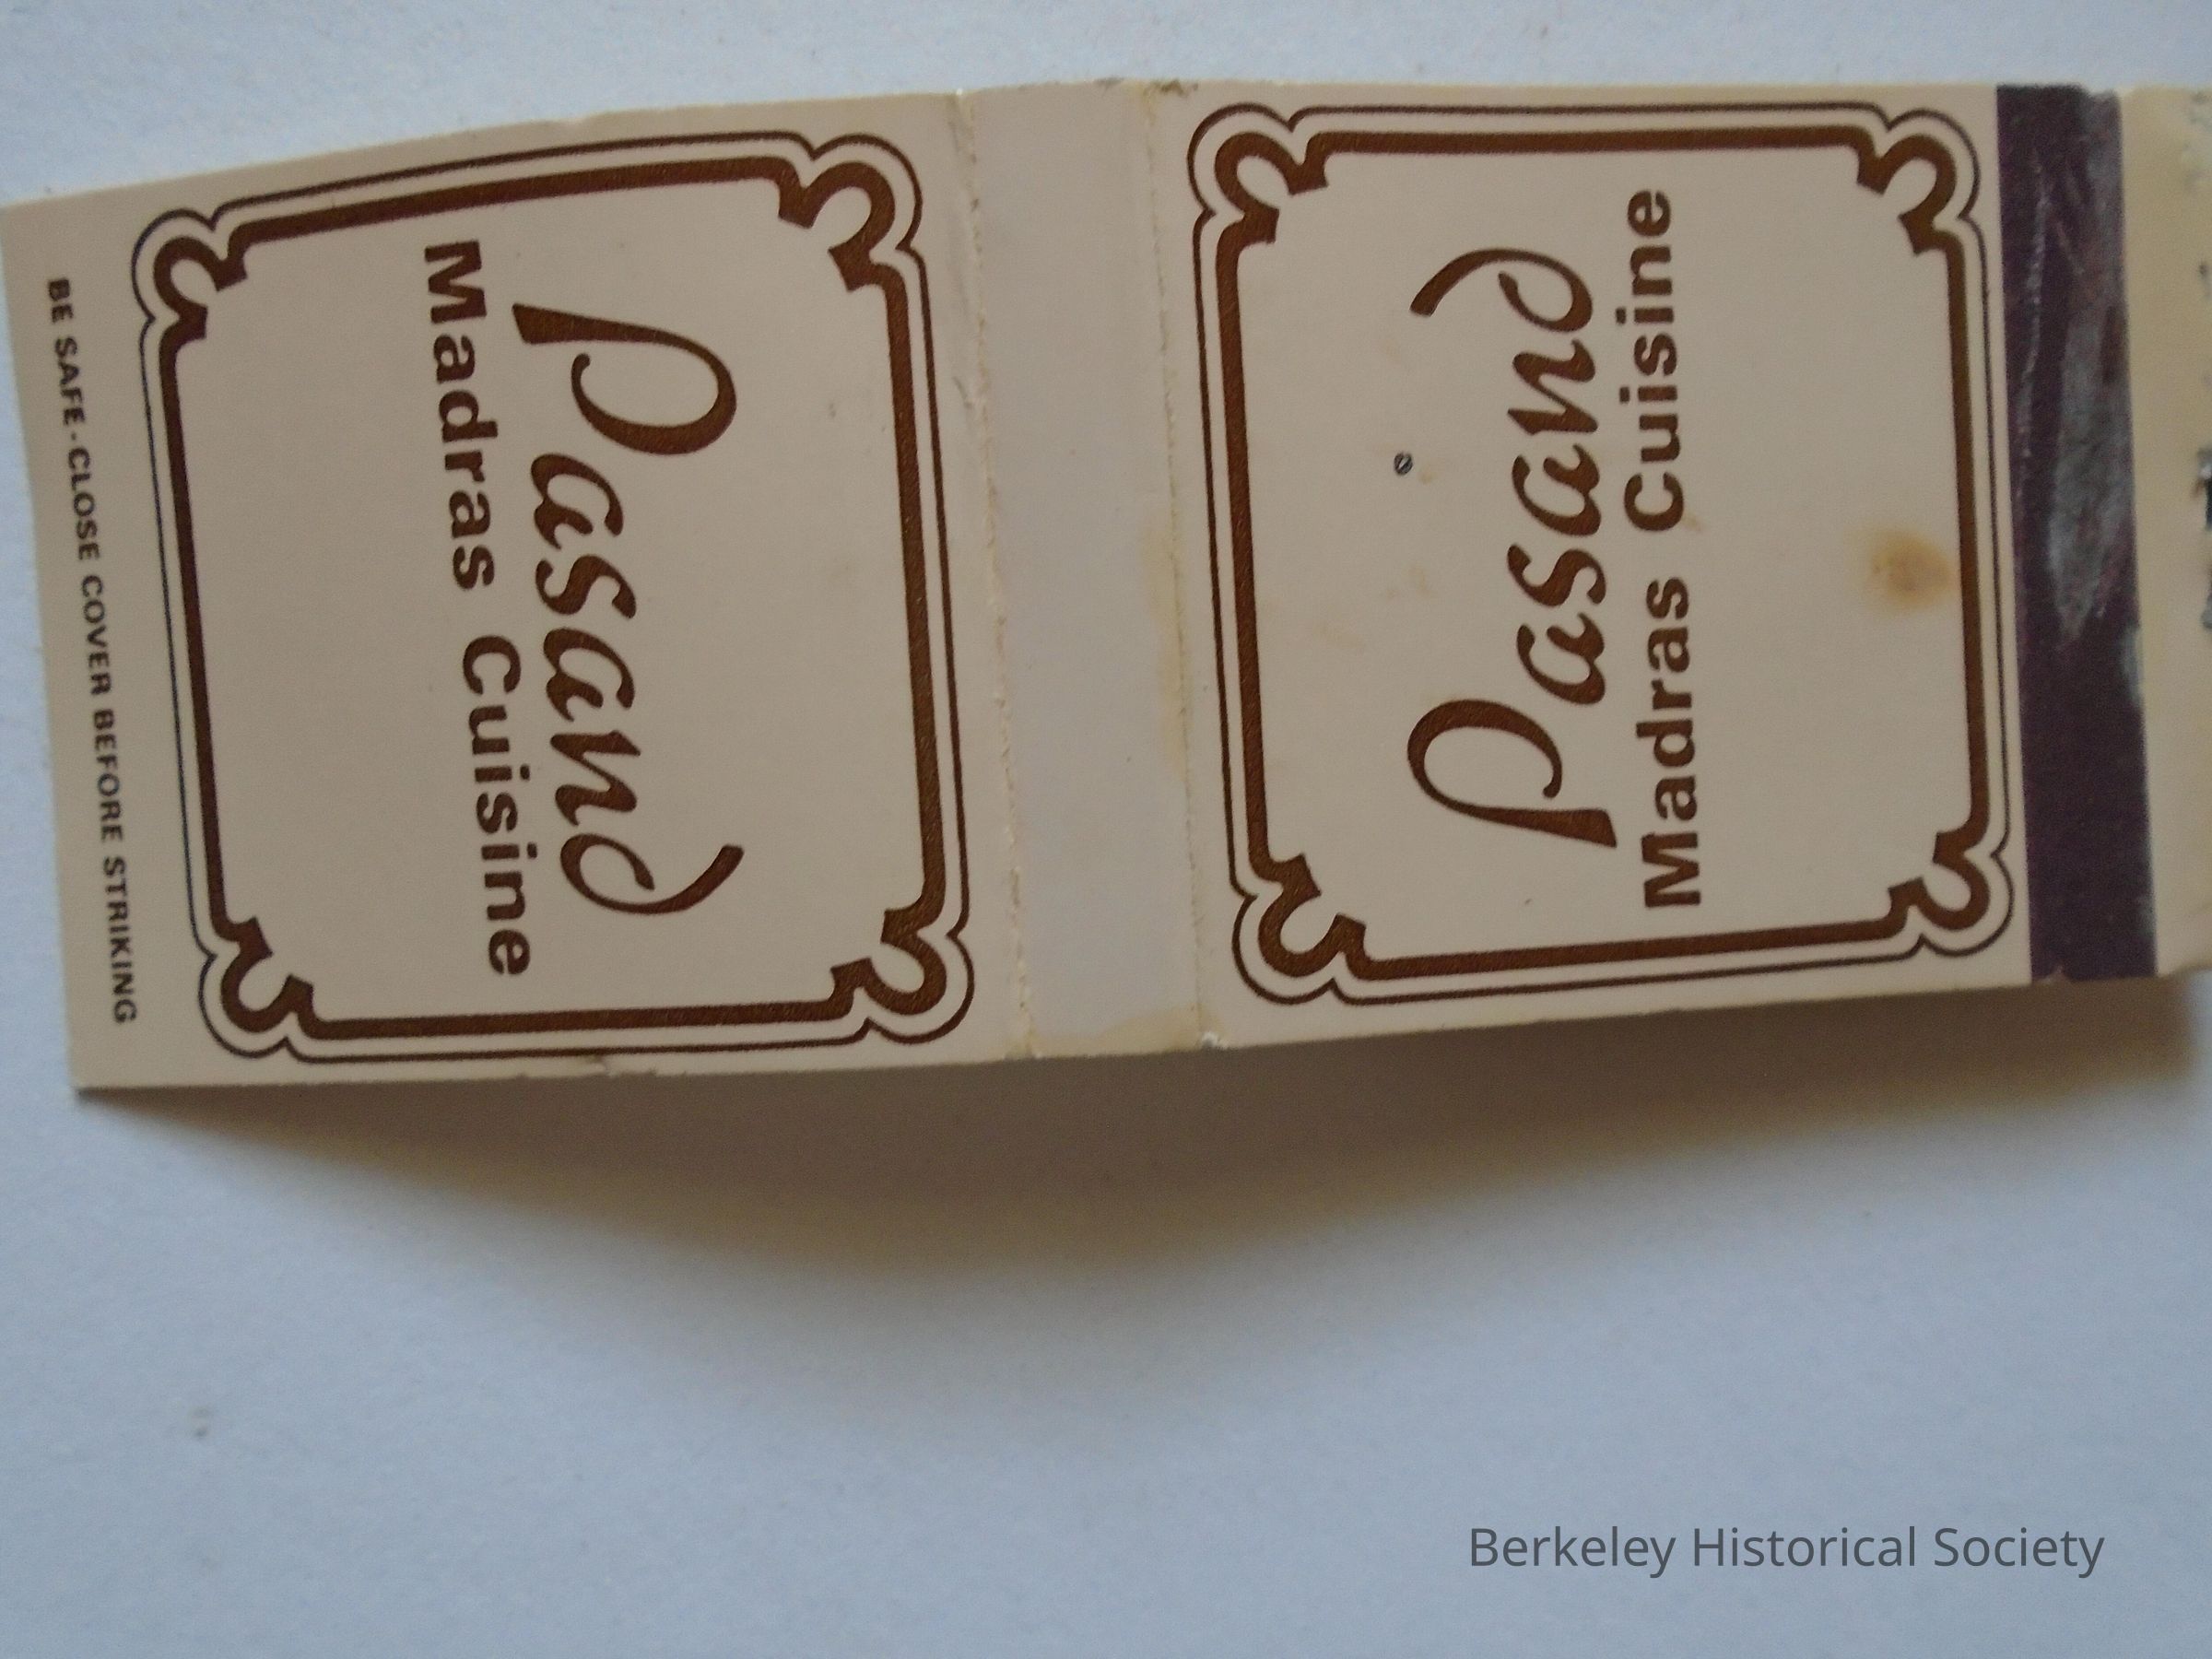 BE SAFE-CLOSE COVER BEFORE STRIKING
Pasand
Madras Cuisine
Pasand
Madras Cuisine
Berkeley Historical Society